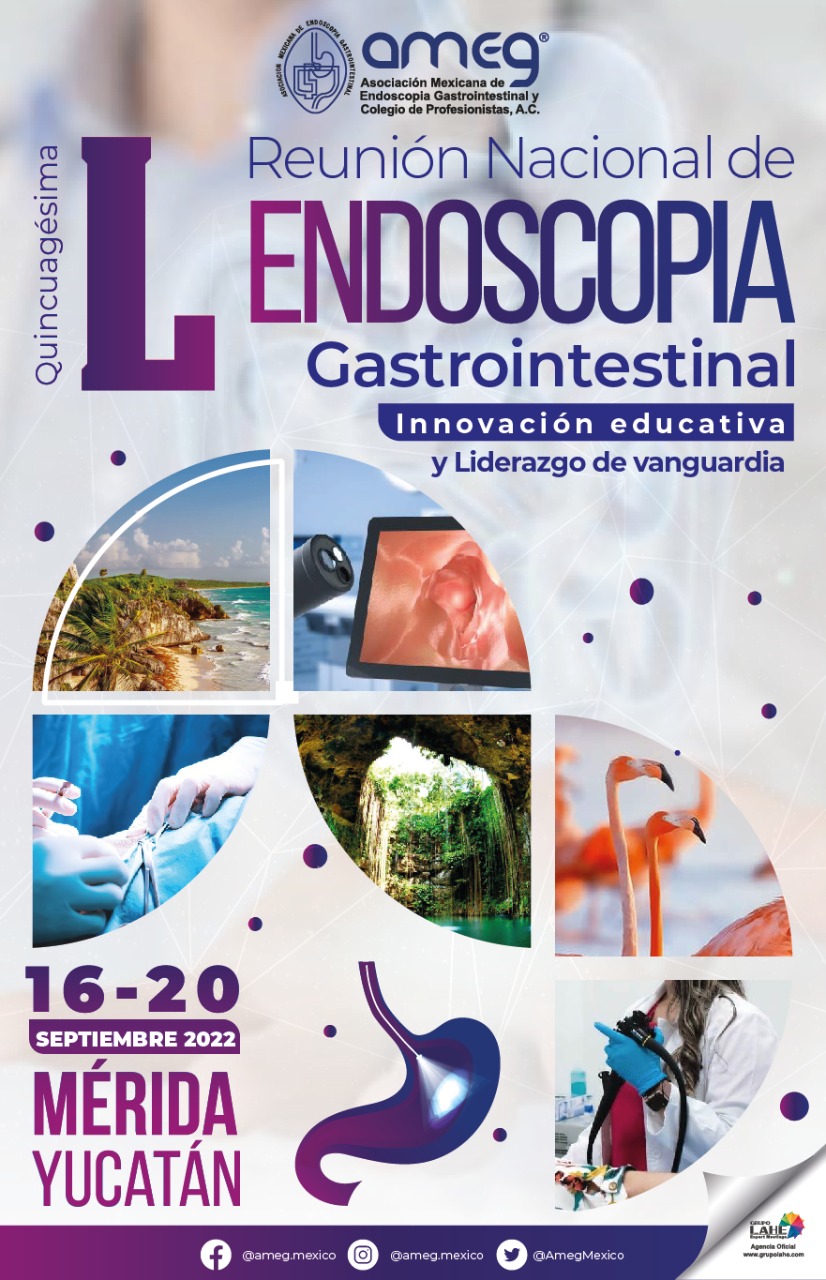 ASOCIACIÓN MEXICANA DE ENDOSCOPIA GASTROINTESTINAL
ameg®
Asociación Mexicana de
Endoscopia Gastrointestinal y
Colegio de Profesionistas, A.C.
Quincuagésima
L
Reunión Nacional de
ENDOSCOPIA
Gastrointestinal
Innovación educativa
y Liderazgo de vanguardia
16-20
SEPTIEMBRE 2022
MÉRIDA
YUCATÁN
@ameg.mexico
@ameg.mexico
@AmegMexico
GRUPO
LAHE
Expert Meetings
Agencia Oficial
www.grupolahe.com